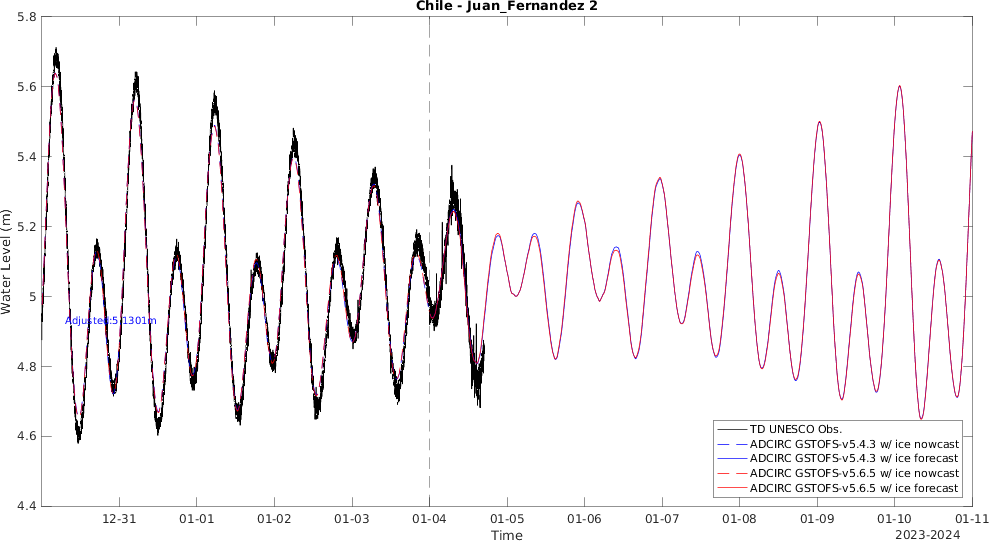 Chile - Juan_Fernandez 2
Water Level (m)
5.8
5.6
5.4
5.2
5
4.8
4.6
4.4
Adjusted:5.1301m
TD UNESCO Obs.
ADCIRC GSTOFS-v5.4.3 w/ ice nowcast
ADCIRC GSTOFS-v5.4.3 w/ ice forecast
ADCIRC GSTOFS-v5.6.5 w/ ice nowcast
ADCIRC GSTOFS-v5.6.5 w/ ice forecast
12-31 01-01 01-02 01-03 01-04 01-05 01-06 01-07 01-08 01-09 01-10 01-11
Time
2023-2024